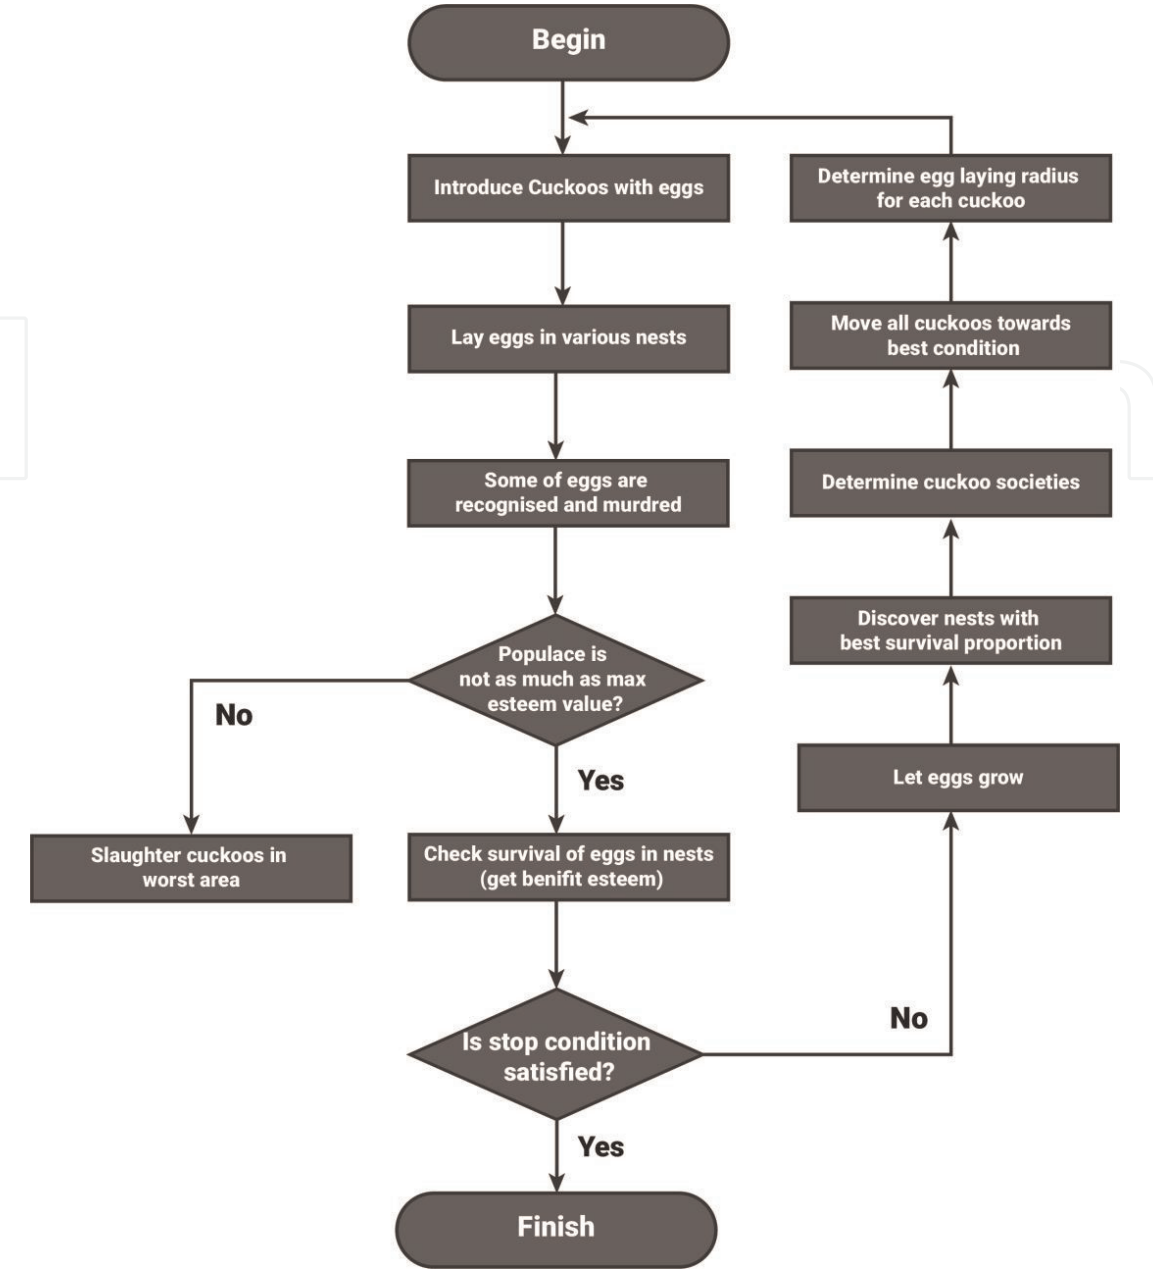 Begin
Introduce Cuckoos with eggs
Lay eggs in various nests
Some of eggs are
recognised and murdred
Populace is
not as much as max
esteem value?
No
Yes
Slaughter cuckoos in
worst area
Check survival of eggs in nests
(get benifit esteem)
Is stop condition
satisfied?
No
Yes
Finish
Let eggs grow
Discover nests with
best survival proportion
Determine cuckoo societies
Move all cuckoos towards
best condition
Determine egg laying radius
for each cuckoo